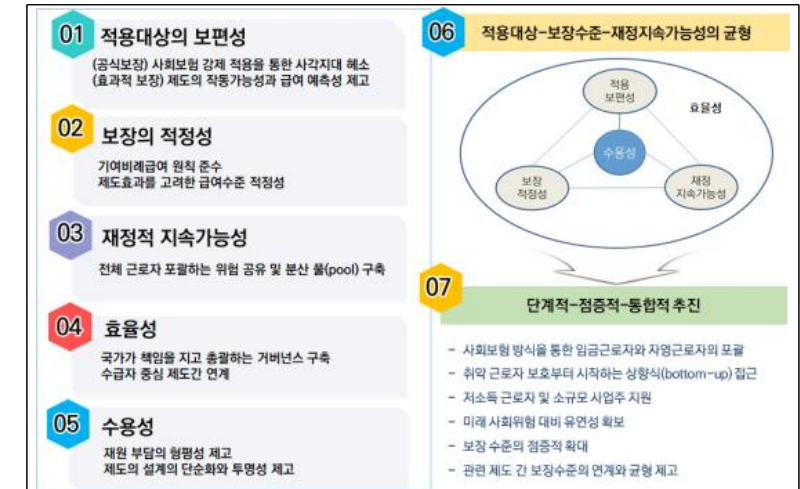 01
적용대상의 보편성
(공식보장) 사회보험 강제 적용을 통한 사각지대 해소
(효과적 보장) 제도의 작동가능성과 급여 예측성 제고
02
보장의 적정성
기여비례급여 원칙 준수
제도효과를 고려한 급여수준 적정성
03
재정적 지속가능성
전체 근로자 포괄하는 위험 공유 및 분산 풀(pool) 구축
04
효율성
국가가 책임을 지고 총괄하는 거버넌스 구축
수급자 중심 제도간 연계
05
수용성
재원 부담의 형평성 제고
제도의 설계의 단순화와 투명성 제고
06
적용대상-보장수준-재정지속가능성의 균형
적용
보편성
효율성
수용성
보장
적정성
재정
지속가능성
07
단계적-점증적-통합적 추진
- 사회보험 방식을 통한 임금근로자와 자영근로자의 포괄
- 취약 근로자 보호부터 시작하는 상향식(bottom-up) 접근
- 저소득 근로자 및 소규모 사업주 지원
- 미래 사회위험 대비 유연성 확보
- 보장 수준의 점증적 확대
- 관련 제도 간 보장수준의 연계와 균형 제고